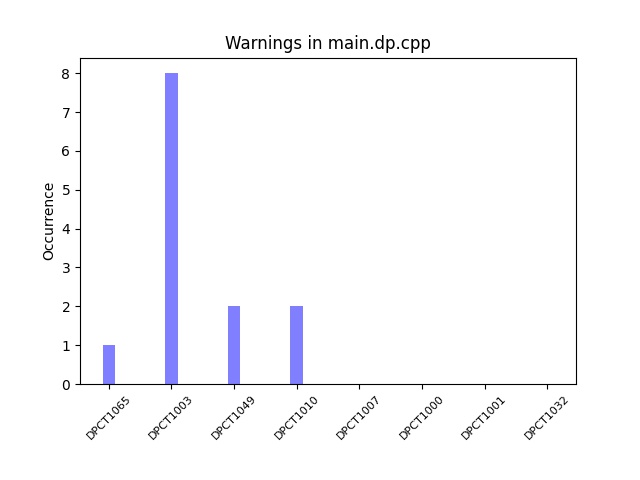 Warnings in main.dp.cpp
Occurrence
8
7
6
5
4
3
2
1
0
DPCT1065
DPCT1003
DPCT1049
DPCT1010
DPCT1007
DPCT1000
DPCT1001
DPCT1032